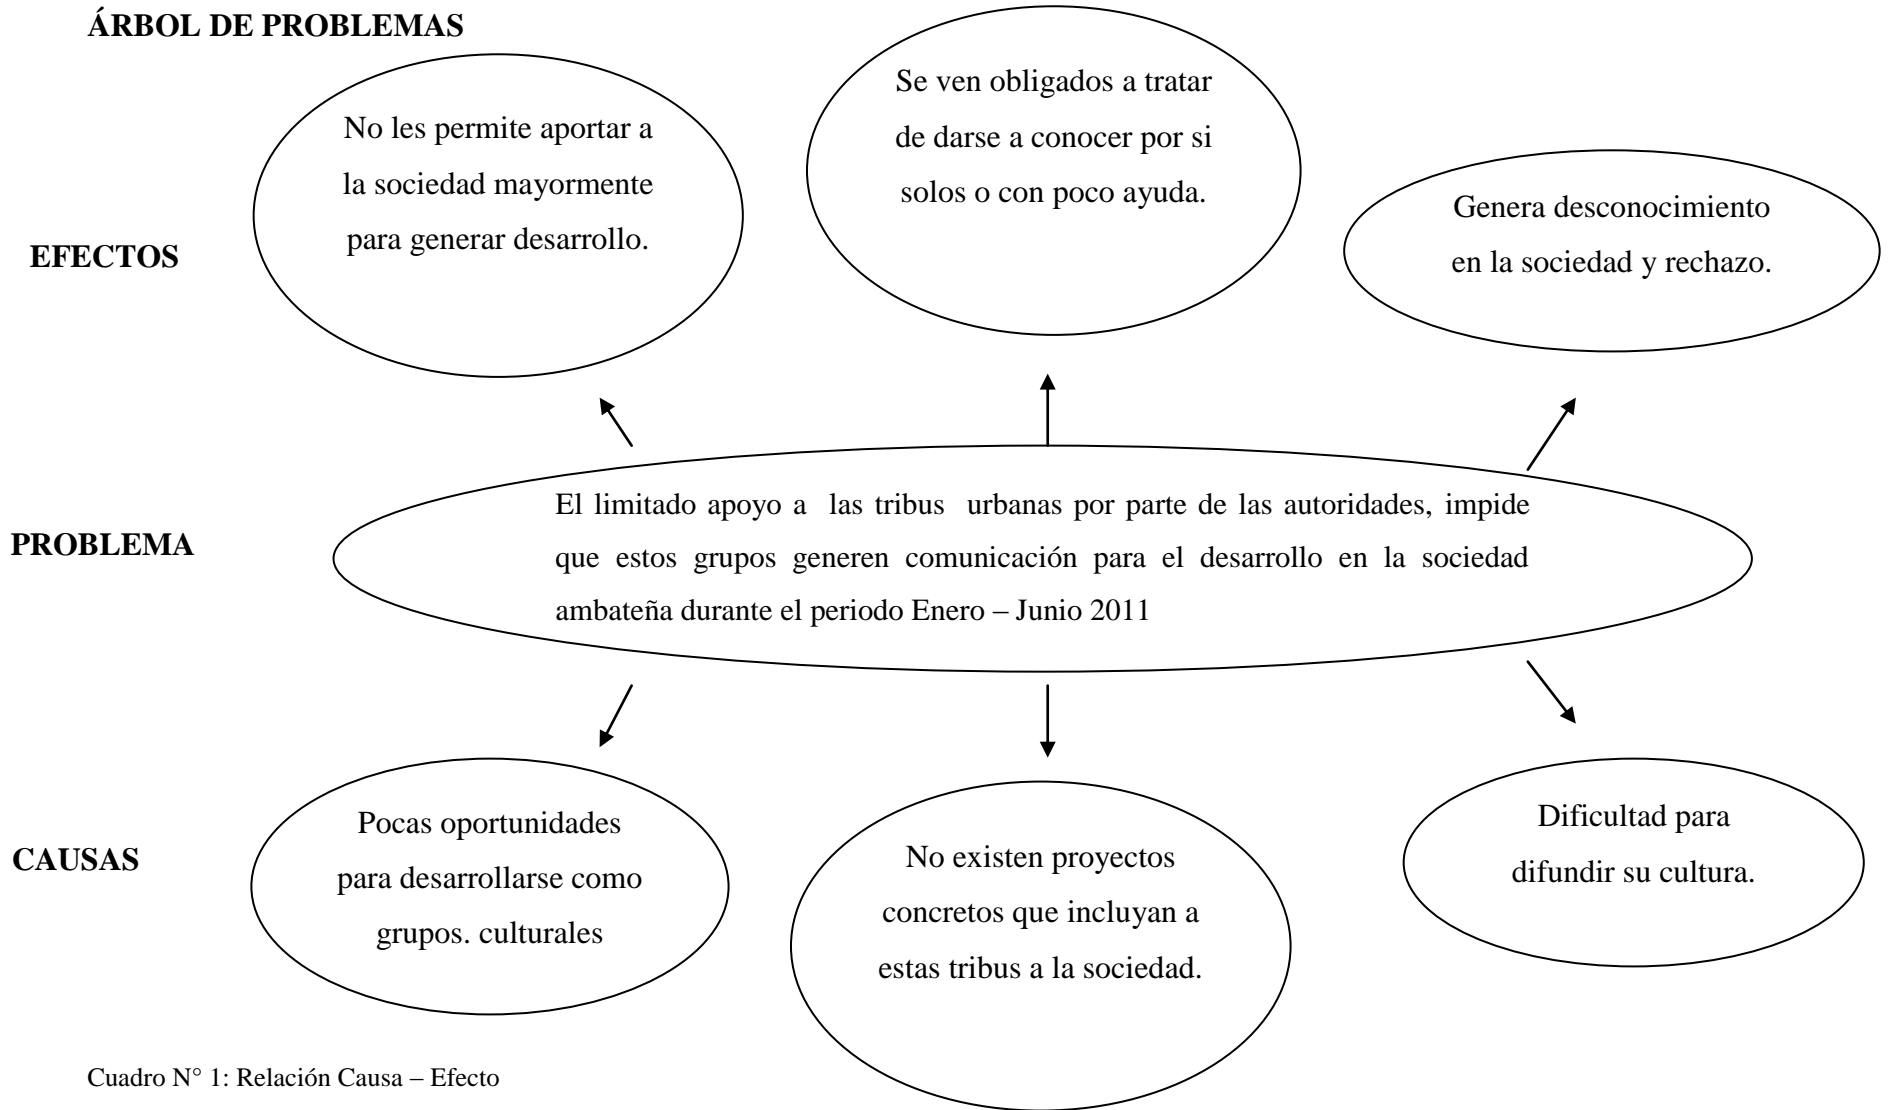 ÁRBOL DE PROBLEMAS
No les permite aportar a
la sociedad mayormente
para generar desarrollo.
Se ven obligados a tratar
de darse a conocer por si
solos o con poco ayuda.
Genera desconocimiento
en la sociedad y rechazo.
EFECTOS
PROBLEMA
El limitado apoyo a las tribus urbanas por parte de las autoridades, impide
que estos grupos generen comunicación para el desarrollo en la sociedad
ambateña durante el periodo Enero – Junio 2011
CAUSAS
Pocas oportunidades
para desarrollarse como
grupos. culturales
No existen proyectos
concretos que incluyan a
estas tribus a la sociedad.
Dificultad para
difundir su cultura.
Cuadro N° 1: Relación Causa – Efecto